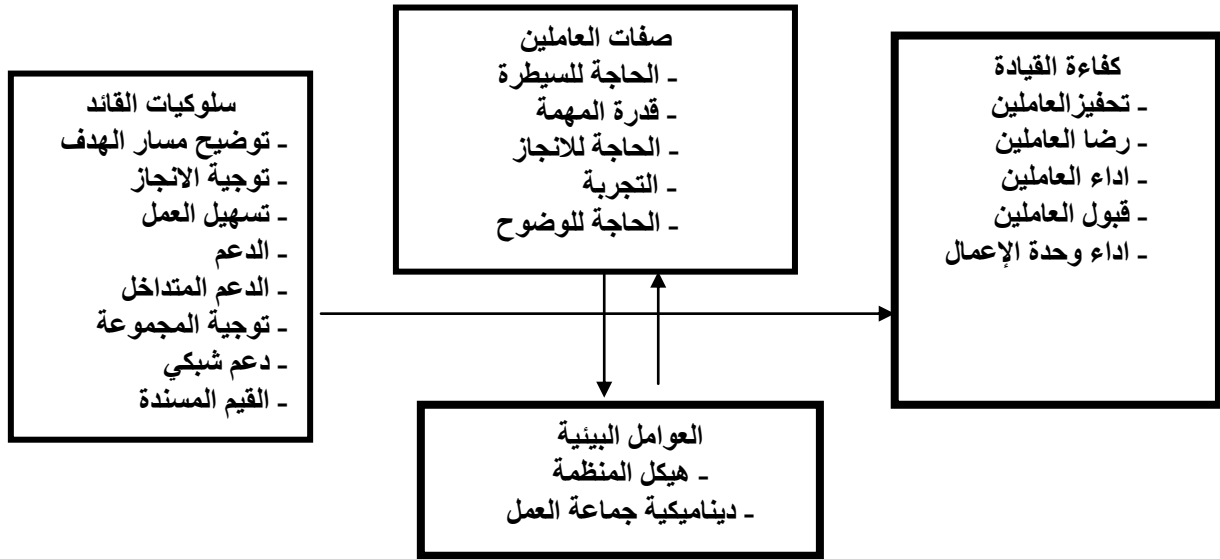 صفات العاملين
- الحاجة للسيطرة
- قدرة المهمة
- الحاجة للانجاز
- التجربة
- الحاجة للوضوح
كفاءة القيادة
- تحفيزالعاملين
- رضا العاملين
- اداء العاملين
- قبول العاملين
- اداء وحدة الإعمال
سلوكيات القائد
- توضيح مسار الهدف
- توجية الانجاز
- تسهيل العمل
- الدعم
- الدعم المتداخل
- توجية المجموعة
- دعم شبكي
- القيم المسندة
العوامل البيئية
- هيكل المنظمة
- ديناميكية جماعة العمل